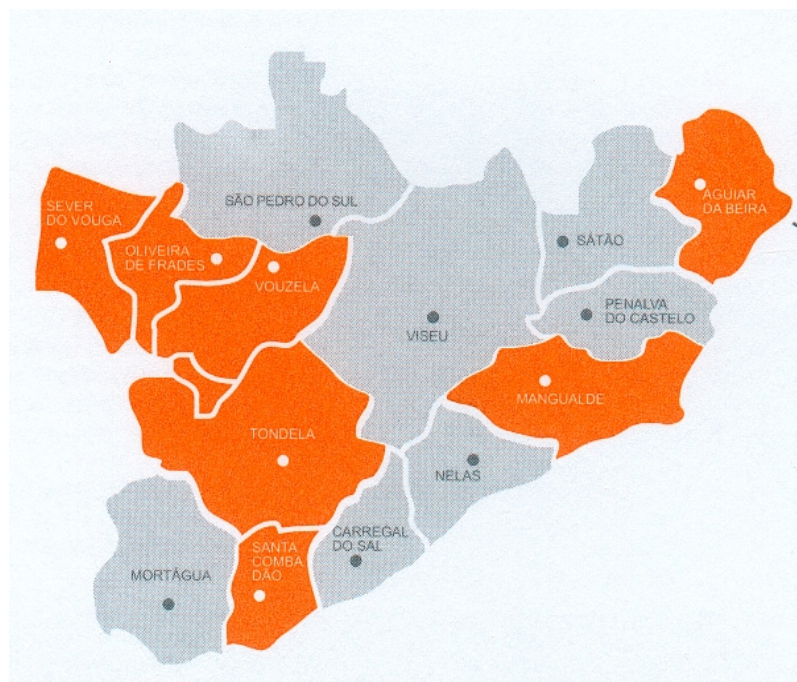 SEVER
DO VOUGA
SÃO PEDRO DO SUL
AGUIAR
DA BEIRA
OLIVEIRA
DE FRADES
VOUZELA
SÁTÃO
PENALVA
DO CASTELO
VISEU
MANGUALDE
TONDELA
NELAS
CARREGAL
DO SAL
SANTA
COMBA
DÃO
MORTÁGUA